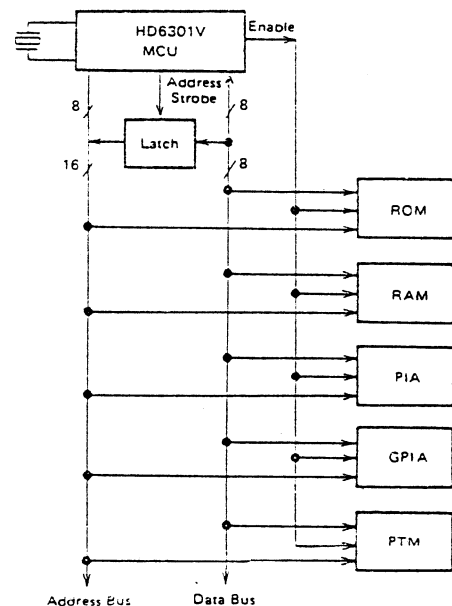 HD6301V
MCU
Enable
Address
Strobe
8
8
Latch
16
8
ROM
RAM
PIA
GPIA
PTM
Address Bus
Data Bus